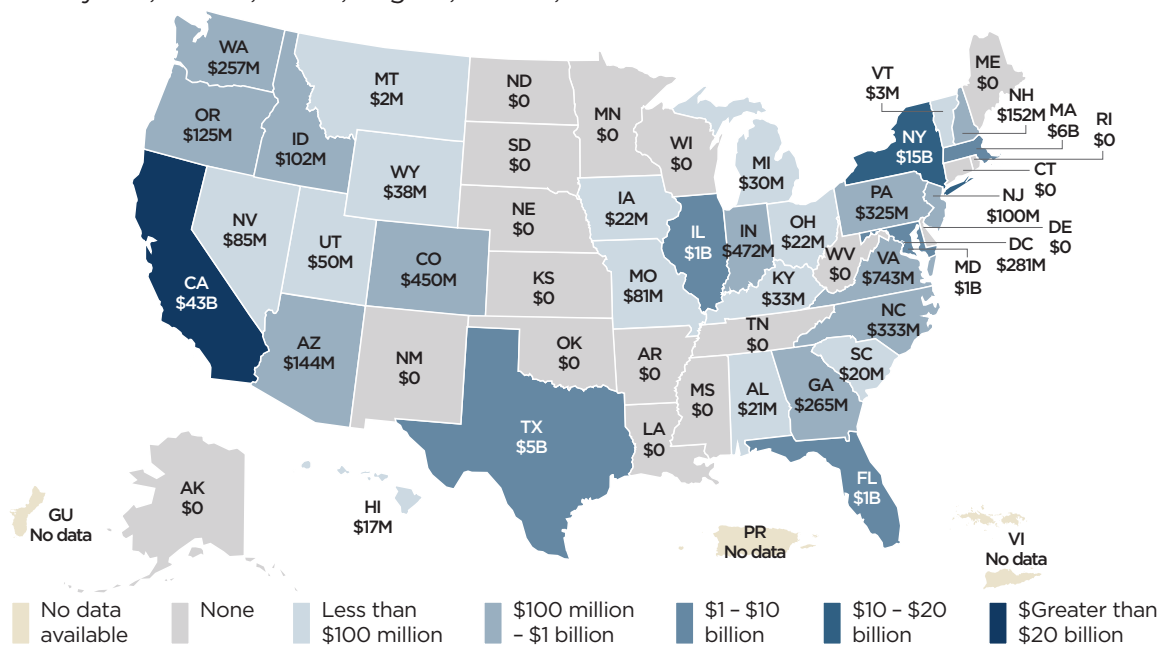 WA
$257M
MT
$2M
ND
$0
MN
$0
ME
$0
VT
$3M
NH
$152M
MA
$6B
RI
$0
OR
$125M
ID
$102M
SD
$0
WI
$0
NY
$15B
WY
$38M
MI
$30M
CT
$0
NJ
$100M
DE
$0
DC
$281M
MD
$1B
NV
$85M
UT
$50M
CO
$450M
NE
$0
IA
$22M
IL
$1B
IN
$472M
OH
$22M
PA
$325M
WV
$0
VA
$743M
CA
$43B
KS
$0
MO
$81M
KY
$33M
NC
$333M
AZ
$144M
NM
$0
OK
$0
AR
$0
TN
$0
SC
$20M
MS
$0
AL
$21M
GA
$265M
TX
$5B
LA
$0
FL
$1B
AK
$0
HI
$17M
GU
No data
PR
No data
VI
No data
No data
available
None
Less than
$100 million
$100 million
– $1 billion
$1 – $10
billion
$10 – $20
billion
$Greater than
$20 billion